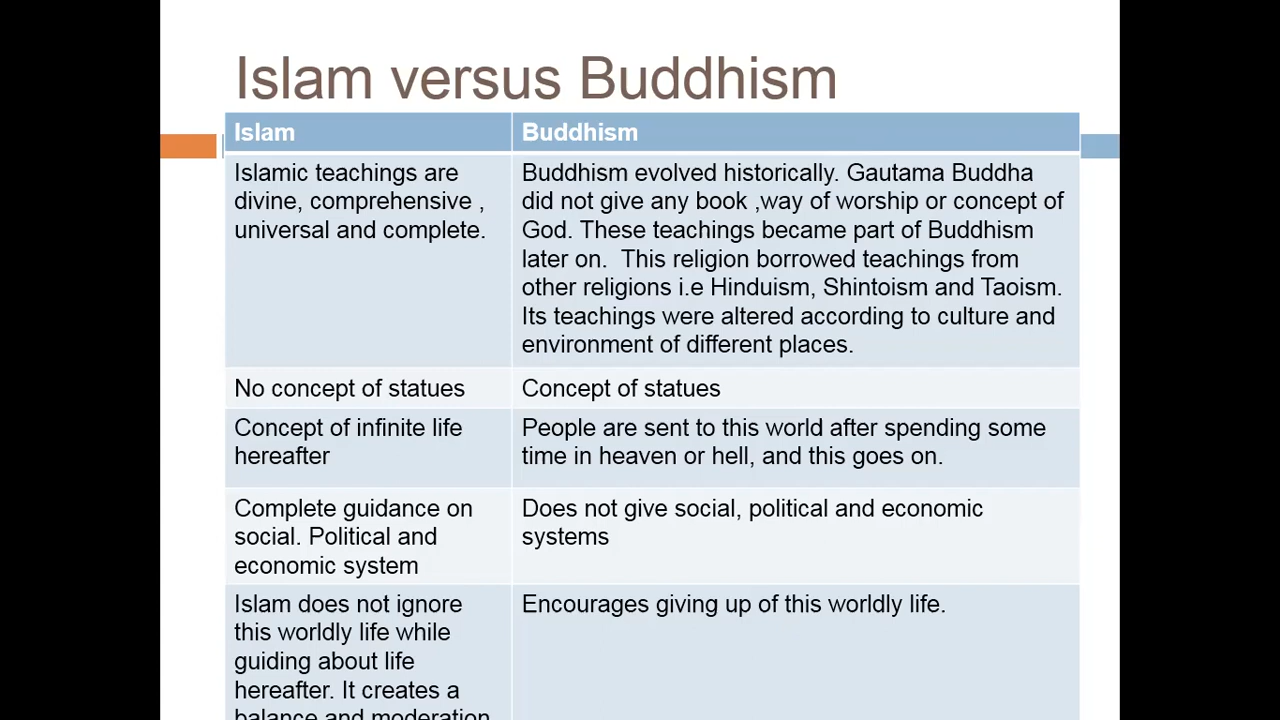 Islam versus Buddhism
Islam
Buddhism
Islamic teachings are
divine, comprehensive ,
universal and complete.
Buddhism evolved historically. Gautama Buddha
did not give any book ,way of worship or concept of
God. These teachings became part of Buddhism
later on.  This religion borrowed teachings from
other religions i.e Hinduism, Shintoism and Taoism.
Its teachings were altered according to culture and
environment of different places.
No concept of statues
Concept of statues
Concept of infinite life
hereafter
People are sent to this world after spending some
time in heaven or hell, and this goes on.
Complete guidance on
social. Political and
economic system
Does not give social, political and economic
systems
Islam does not ignore
this worldly life while
guiding about life
hereafter. It creates a
balance and moderation
Encourages giving up of this worldly life.